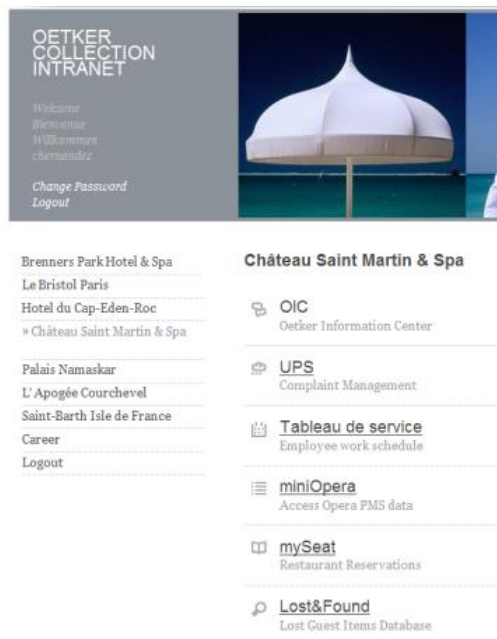 OETKER
COLLECTION
INTRANET
Welcome
Bienvenue
Willkommen
chernandez
Change Password
Logout
Brenners Park Hotel & Spa
Le Bristol Paris
Hotel du Cap-Eden-Roc
» Château Saint Martin & Spa
Palais Namaskar
L' Apogée Courchevel
Saint-Barth Isle de France
Career
Logout
Château Saint Martin & Spa
OIC
Oetker Information Center
UPS
Complaint Management
Tableau de service
Employee work schedule
miniOpera
Access Opera PMS data
mySeat
Restaurant Reservations
Lost&Found
Lost Guest Items Database